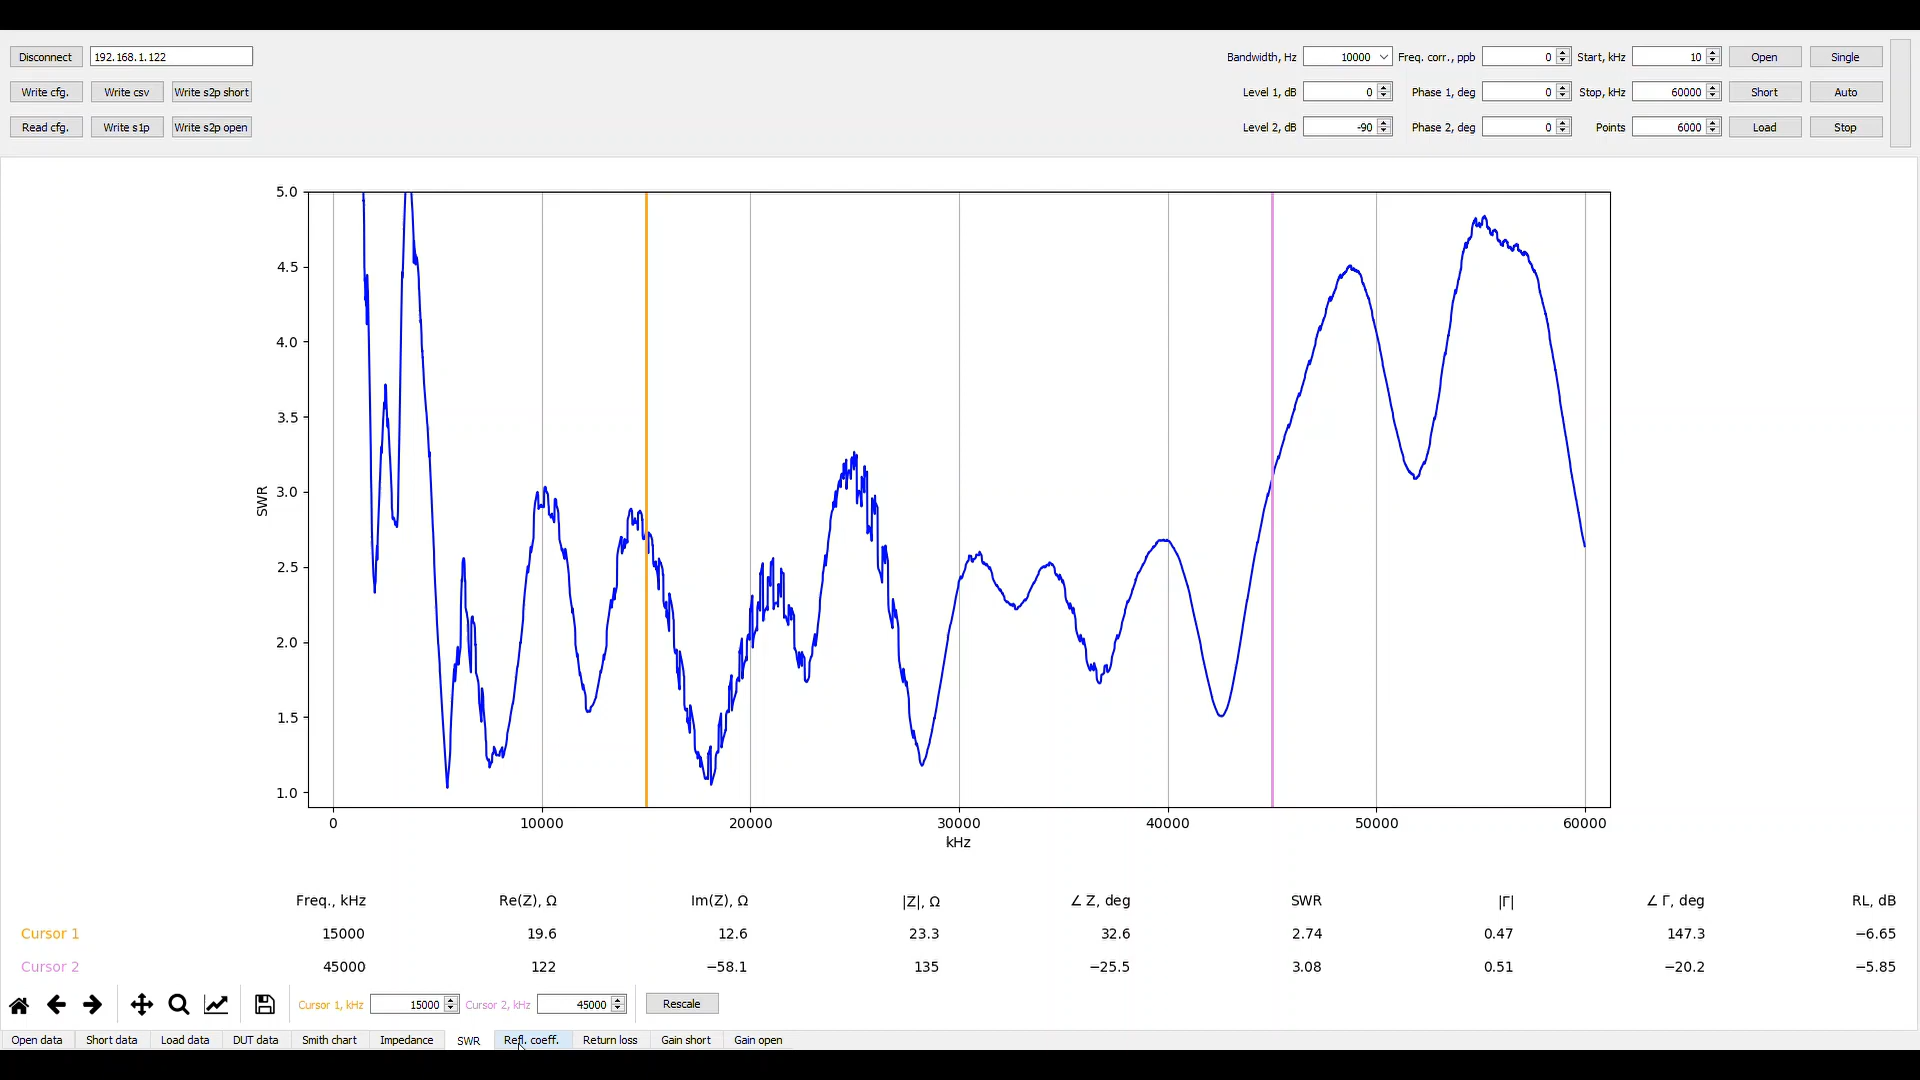 Disconnect 192.168.1.122 Bandwidth, Hz 10000 Freq. corr., ppb 0 Start, kHz 10 Open Single
Write cfg. Write csv Write s2p short Level 1, dB 0 Phase 1, deg 0 Stop, kHz 60000 Short Auto
Read cfg. Write s1p Write s2p open Level 2, dB -90 Phase 2, deg 0 Points 6000 Load Stop
5.0
4.5
4.0
3.5
3.0
SWR
2.5
2.0
1.5
1.0
0 10000 20000 30000 40000 50000 60000
kHz
Freq., kHz Re(Z), Ω Im(Z), Ω |Z|, Ω ∠ Z, deg SWR |Γ| ∠ Γ, deg RL, dB
Cursor 1 15000 19.6 12.6 23.3 32.6 2.74 0.47 147.3 −6.65
Cursor 2 45000 122 −58.1 135 −25.5 3.08 0.51 −20.2 −5.85
Cursor 1, kHz 15000 Cursor 2, kHz 45000 Rescale
Open data Short data Load data DUT data Smith chart Impedance SWR Refl. coeff. Return loss Gain short Gain open